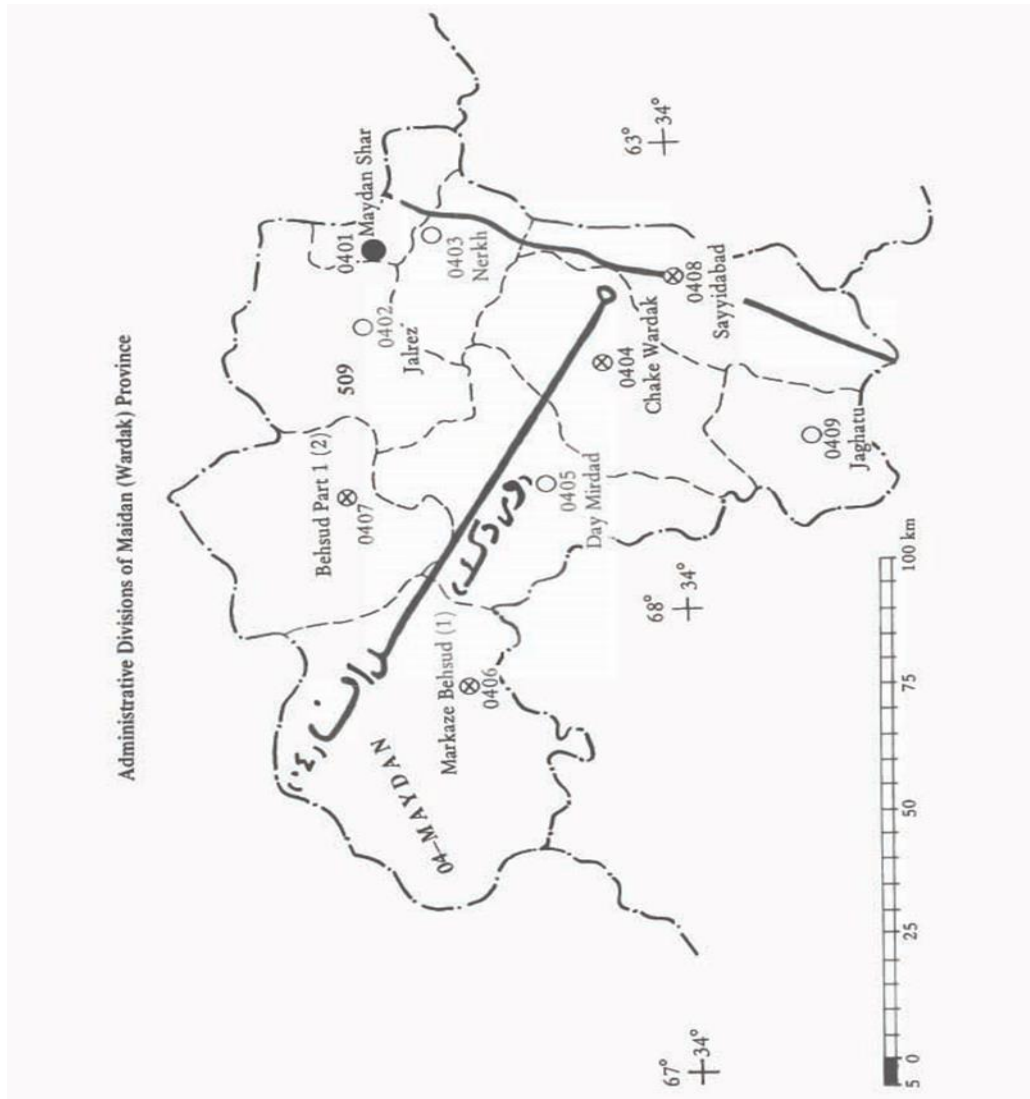 Administrative Divisions of Maidan (Wardak) Province
(٠٤)
Behsud Part 1 (2)
0407
509
0401
Maydan Shar
0402
Jalrez
04–MAYDAN
Markaze Behsud (1)
0406
0403
Nerkh
(وردک)
0405
Day Mirdad
0404
Chake Wardak
63°
34°
68°
34°
67°
34°
0408
Sayyidabad
0409
Jaghatu
5 0 25 50 75 100 km